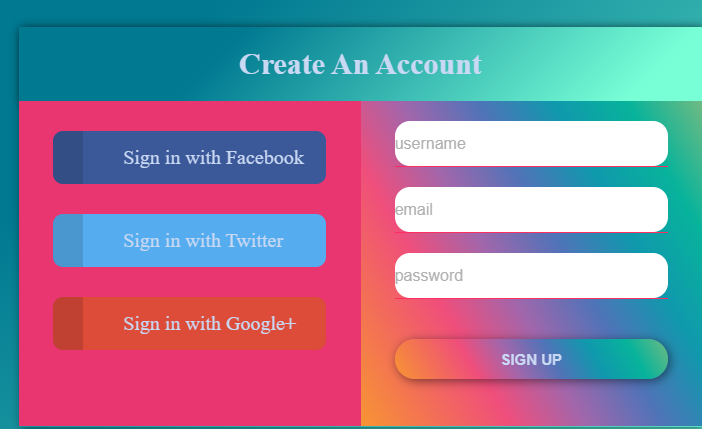 Create An Account
Sign in with Facebook
Sign in with Twitter
Sign in with Google+
username
email
password
SIGN UP